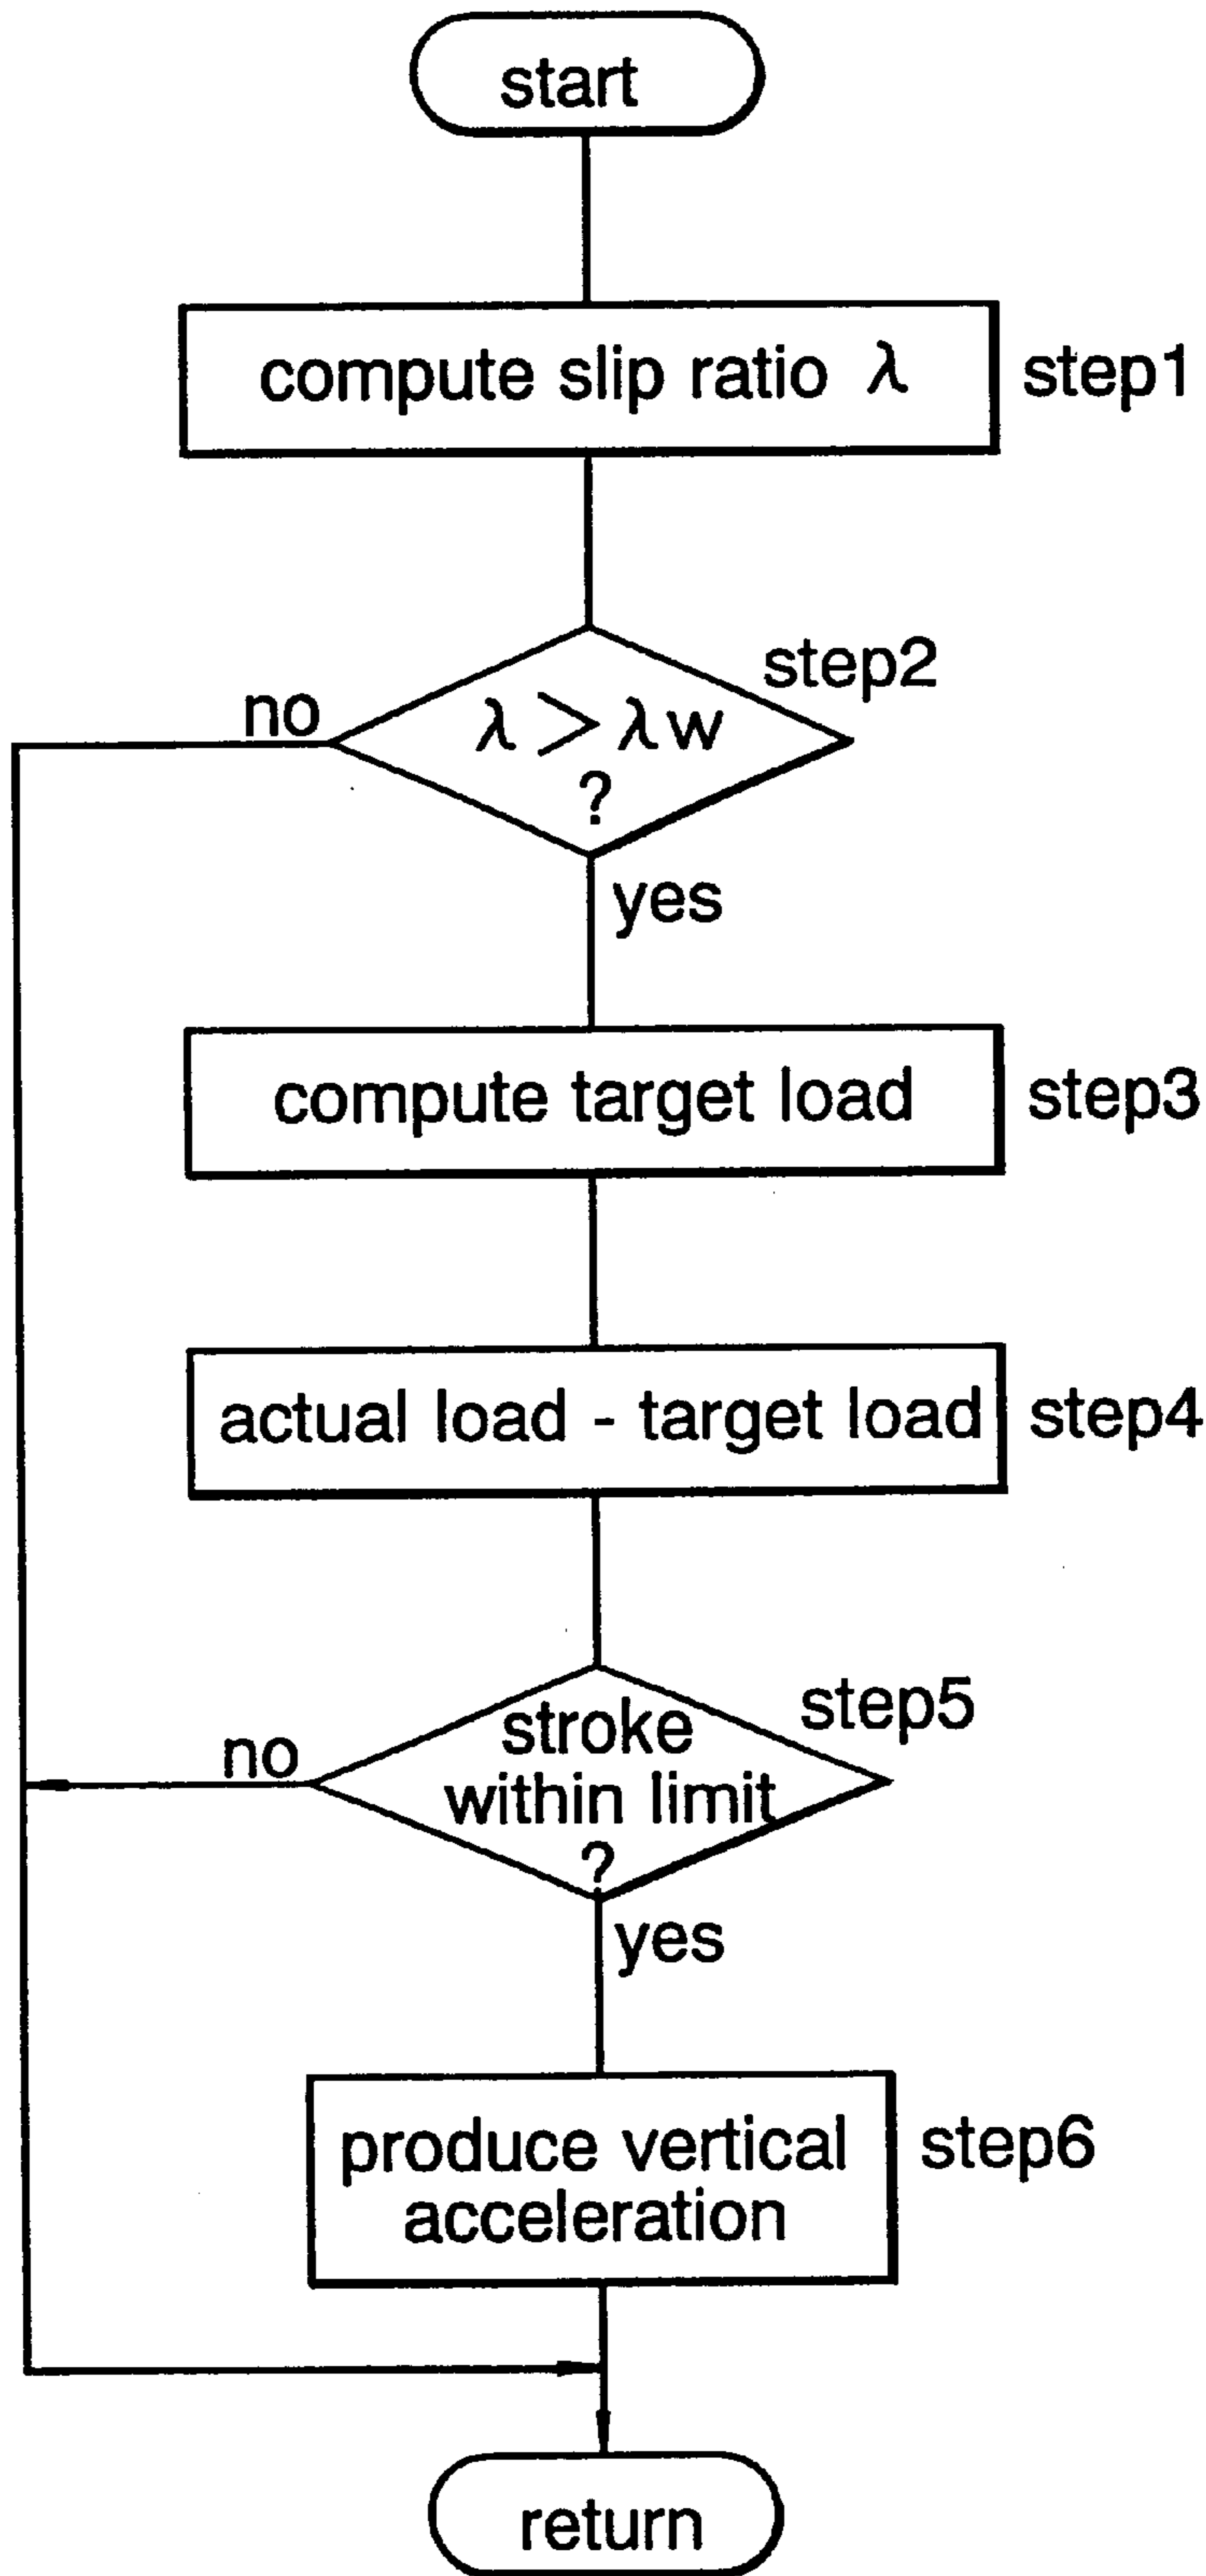 start
compute slip ratio λ step1
step2
no
λ > λw
?
yes
compute target load step3
actual load - target load step4
step5
no
stroke
within limit
?
yes
produce vertical step6
acceleration
return